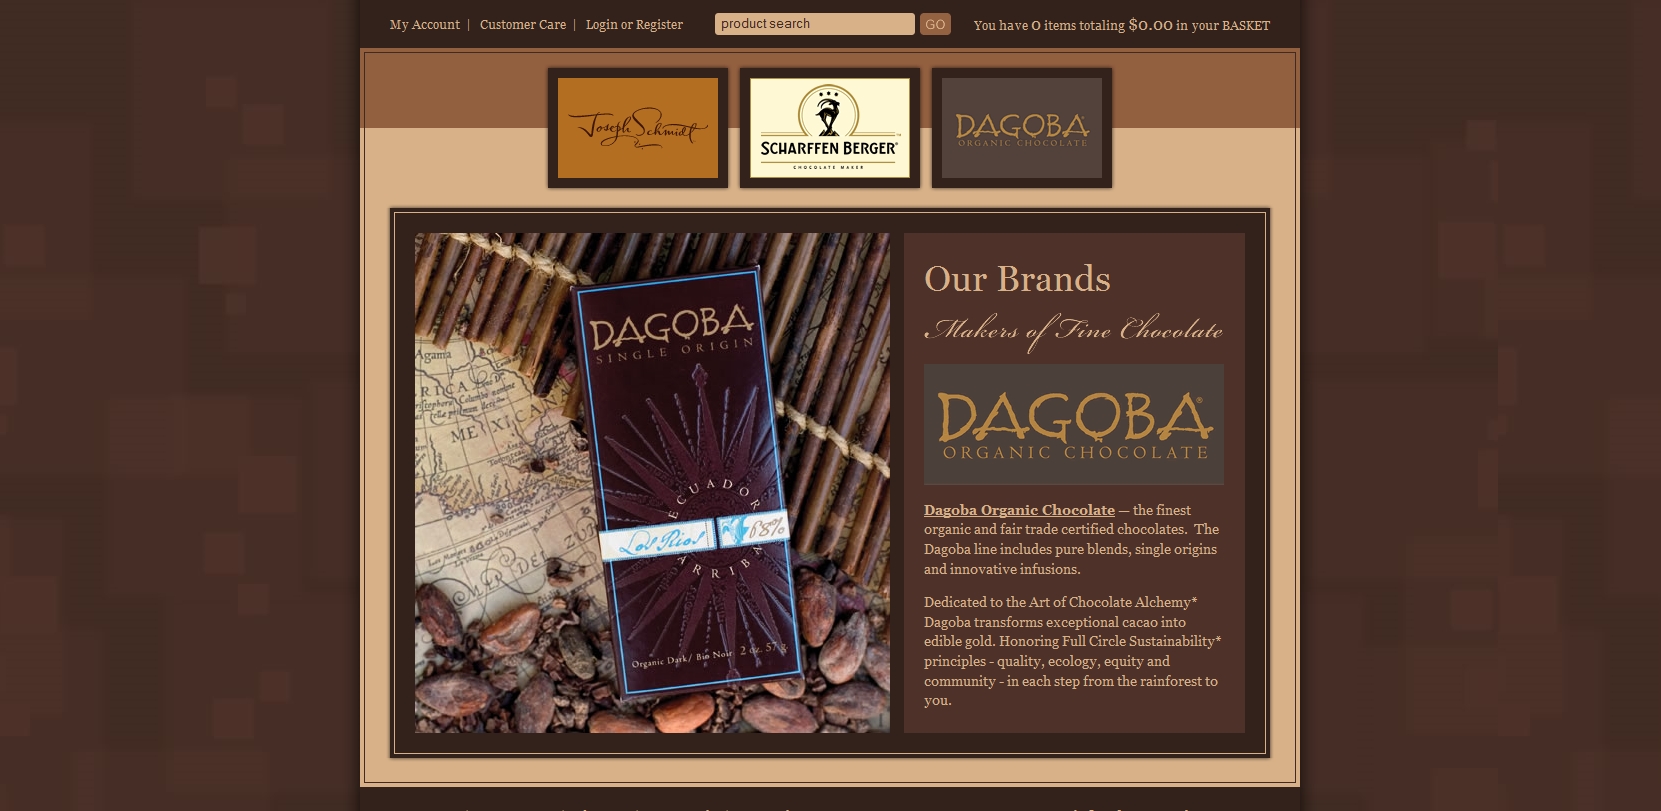 My Account | Customer Care | Login or Register
product search
GO
You have 0 items totaling $0.00 in your BASKET
Joseph Schmidt
SCHARFFEN BERGER
CHOCOLATE MAKER
DAGOBA®
ORGANIC CHOCOLATE
DAGOBA
SINGLE ORIGIN
Agama
MEXICANA
MAR DEL ZUR
ECUADOR
Los Rios 68%
ARRIBA
Organic Dark/ Bio Noir 2 oz. 57 g
Our Brands
Makers of Fine Chocolate
DAGOBA®
ORGANIC CHOCOLATE
Dagoba Organic Chocolate — the finest
organic and fair trade certified chocolates. The
Dagoba line includes pure blends, single origins
and innovative infusions.
Dedicated to the Art of Chocolate Alchemy*
Dagoba transforms exceptional cacao into
edible gold. Honoring Full Circle Sustainability*
principles - quality, ecology, equity and
community - in each step from the rainforest to
you.